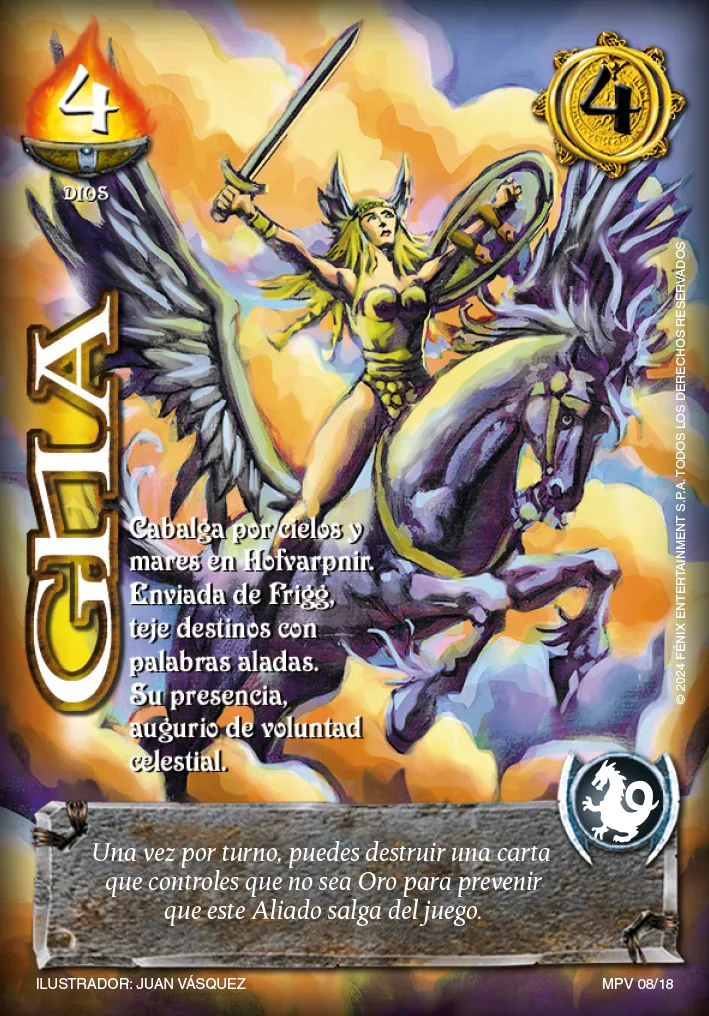 4
4
DIOS
GNA
Cabalga por cielos y
mares en Hofvarpnir.
Enviada de Frigg,
teje destinos con
palabras aladas.
Su presencia,
augurio de voluntad
celestial.
© 2024 FÉNIX ENTERTAINMENT S.P.A. TODOS LOS DERECHOS RESERVADOS
Una vez por turno, puedes destruir una carta
que controles que no sea Oro para prevenir
que este Aliado salga del juego.
ILUSTRADOR: JUAN VÁSQUEZ
MPV 08/18